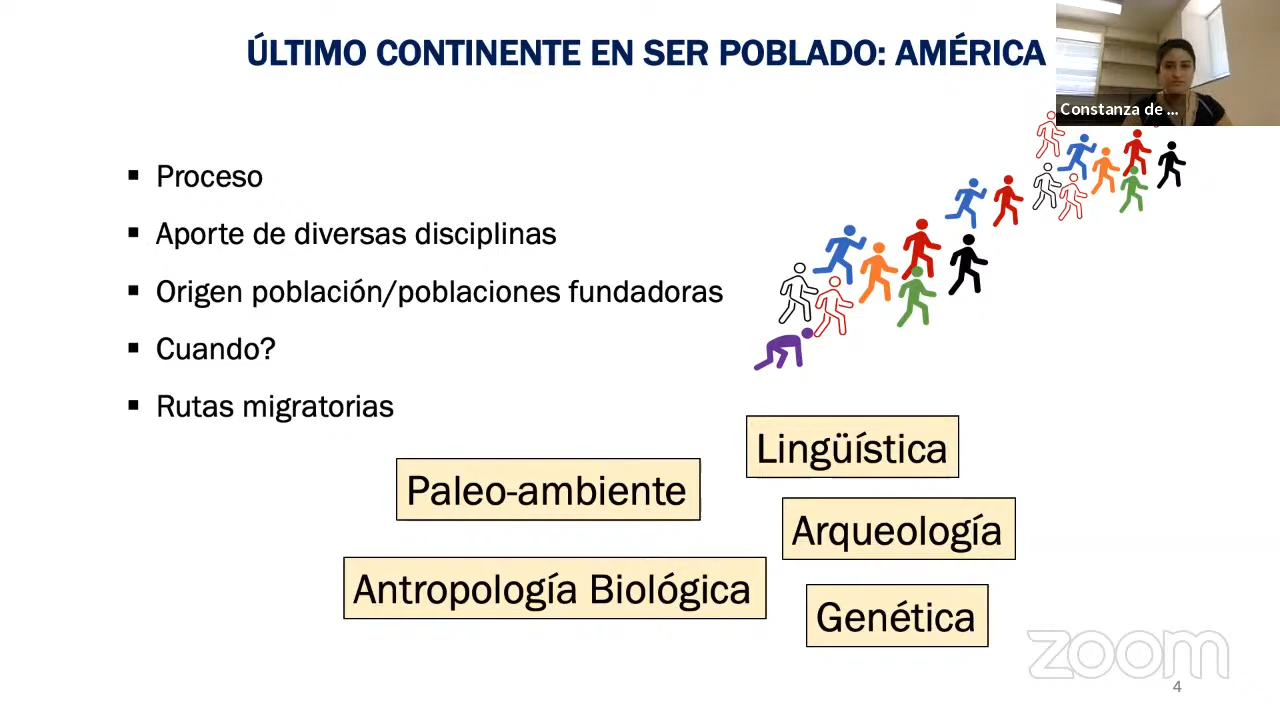 ÚLTIMO CONTINENTE EN SER POBLADO: AMÉRICA
Constanza de ...
▪ Proceso
▪ Aporte de diversas disciplinas
▪ Origen población/poblaciones fundadoras
▪ Cuando?
▪ Rutas migratorias
Lingüística
Paleo-ambiente
Arqueología
Antropología Biológica
Genética
zoom
4